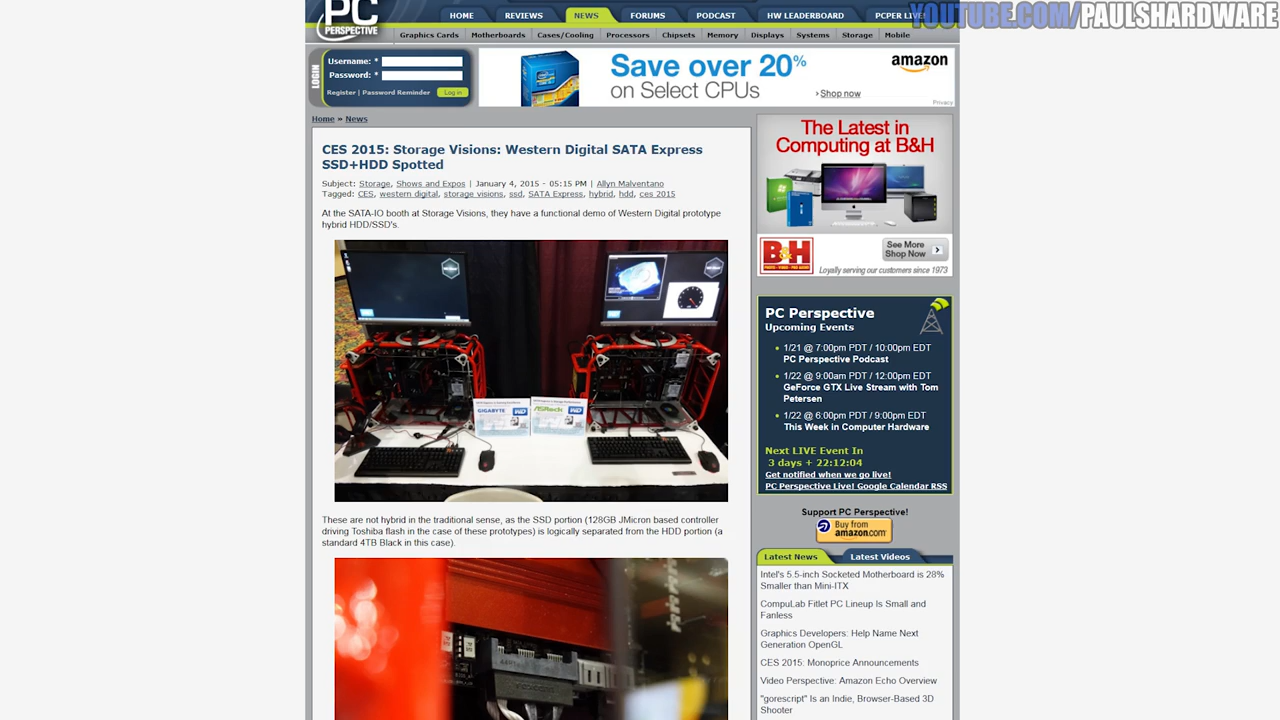 YOUTUBE.COM/PAULSHARDWARE
PC
PERSPECTIVE
HOME
REVIEWS
NEWS
FORUMS
PODCAST
HW LEADERBOARD
PCPER LIVE!
Graphics Cards
Motherboards
Cases/Cooling
Processors
Chipsets
Memory
Displays
Systems
Storage
Mobile
LOGIN
Username: *
Password: *
Register | Password Reminder
Log in
Save over 20%
on Select CPUs
› Shop now
amazon
Privacy
Home » News
CES 2015: Storage Visions: Western Digital SATA Express
SSD+HDD Spotted
Subject: Storage, Shows and Expos | January 4, 2015 - 05:15 PM | Allyn Malventano
Tagged: CES, western digital, storage visions, ssd, SATA Express, hybrid, hdd, ces 2015
At the SATA-IO booth at Storage Visions, they have a functional demo of Western Digital prototype
hybrid HDD/SSD's.
GIGABYTE
WD
ASRock
WD
These are not hybrid in the traditional sense, as the SSD portion (128GB JMicron based controller
driving Toshiba flash in the case of these prototypes) is logically separated from the HDD portion (a
standard 4TB Black in this case).
The Latest in
Computing at B&H
B&H
PHOTO · VIDEO · PRO AUDIO
See More
Shop Now
Loyally serving our customers since 1973
PC Perspective
Upcoming Events
• 1/21 @ 7:00pm PDT / 10:00pm EDT
PC Perspective Podcast
• 1/22 @ 9:00am PDT / 12:00pm EDT
GeForce GTX Live Stream with Tom
Petersen
• 1/22 @ 6:00pm PDT / 9:00pm EDT
This Week in Computer Hardware
Next LIVE Event In
3 days + 22:12:04
Get notified when we go live!
PC Perspective Live! Google Calendar RSS
Support PC Perspective!
Buy from
amazon.com
Latest News
Latest Videos
Intel's 5.5-inch Socketed Motherboard is 28%
Smaller than Mini-ITX
CompuLab Fitlet PC Lineup Is Small and
Fanless
Graphics Developers: Help Name Next
Generation OpenGL
CES 2015: Monoprice Announcements
Video Perspective: Amazon Echo Overview
"gorescript" Is an Indie, Browser-Based 3D
Shooter